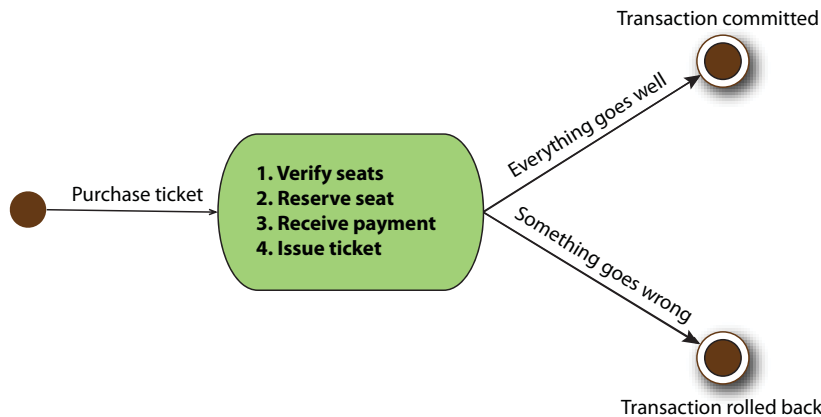 Transaction committed
Everything goes well
Purchase ticket
1. Verify seats
2. Reserve seat
3. Receive payment
4. Issue ticket
Something goes wrong
Transaction rolled back